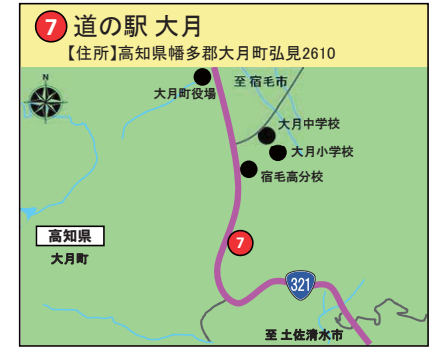 7 道の駅 大月
【住所】高知県幡多郡大月町弘見2610
N
大月町役場
至 宿毛市
大月中学校
大月小学校
宿毛高分校
高知県
大月町
7
321
至 土佐清水市